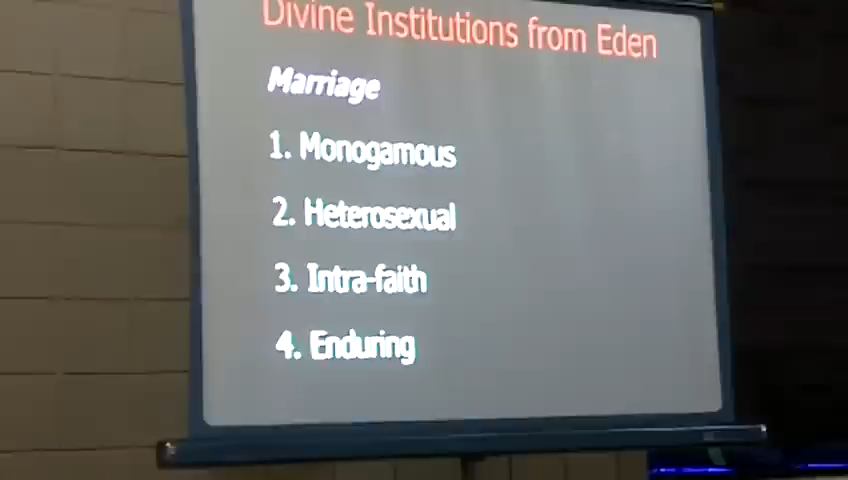 Divine Institutions from Eden
Marriage
1. Monogamous
2. Heterosexual
3. Intra-faith
4. Enduring